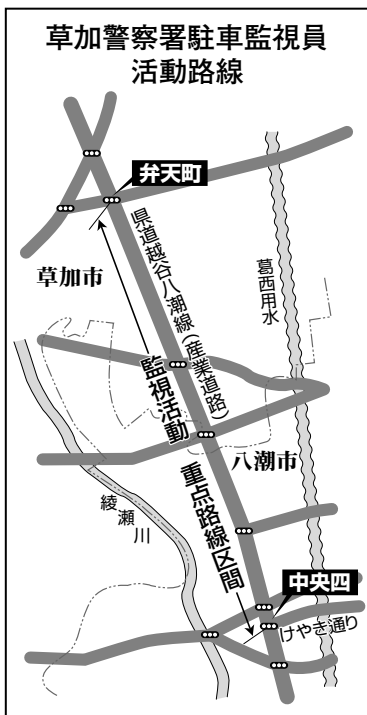 草加警察署駐車監視員
活動路線
弁天町
県道越谷八潮線(産業道路)
葛西用水
草加市
監視活動
八潮市
重点路線区間
綾瀬川
中央四
けやき通り